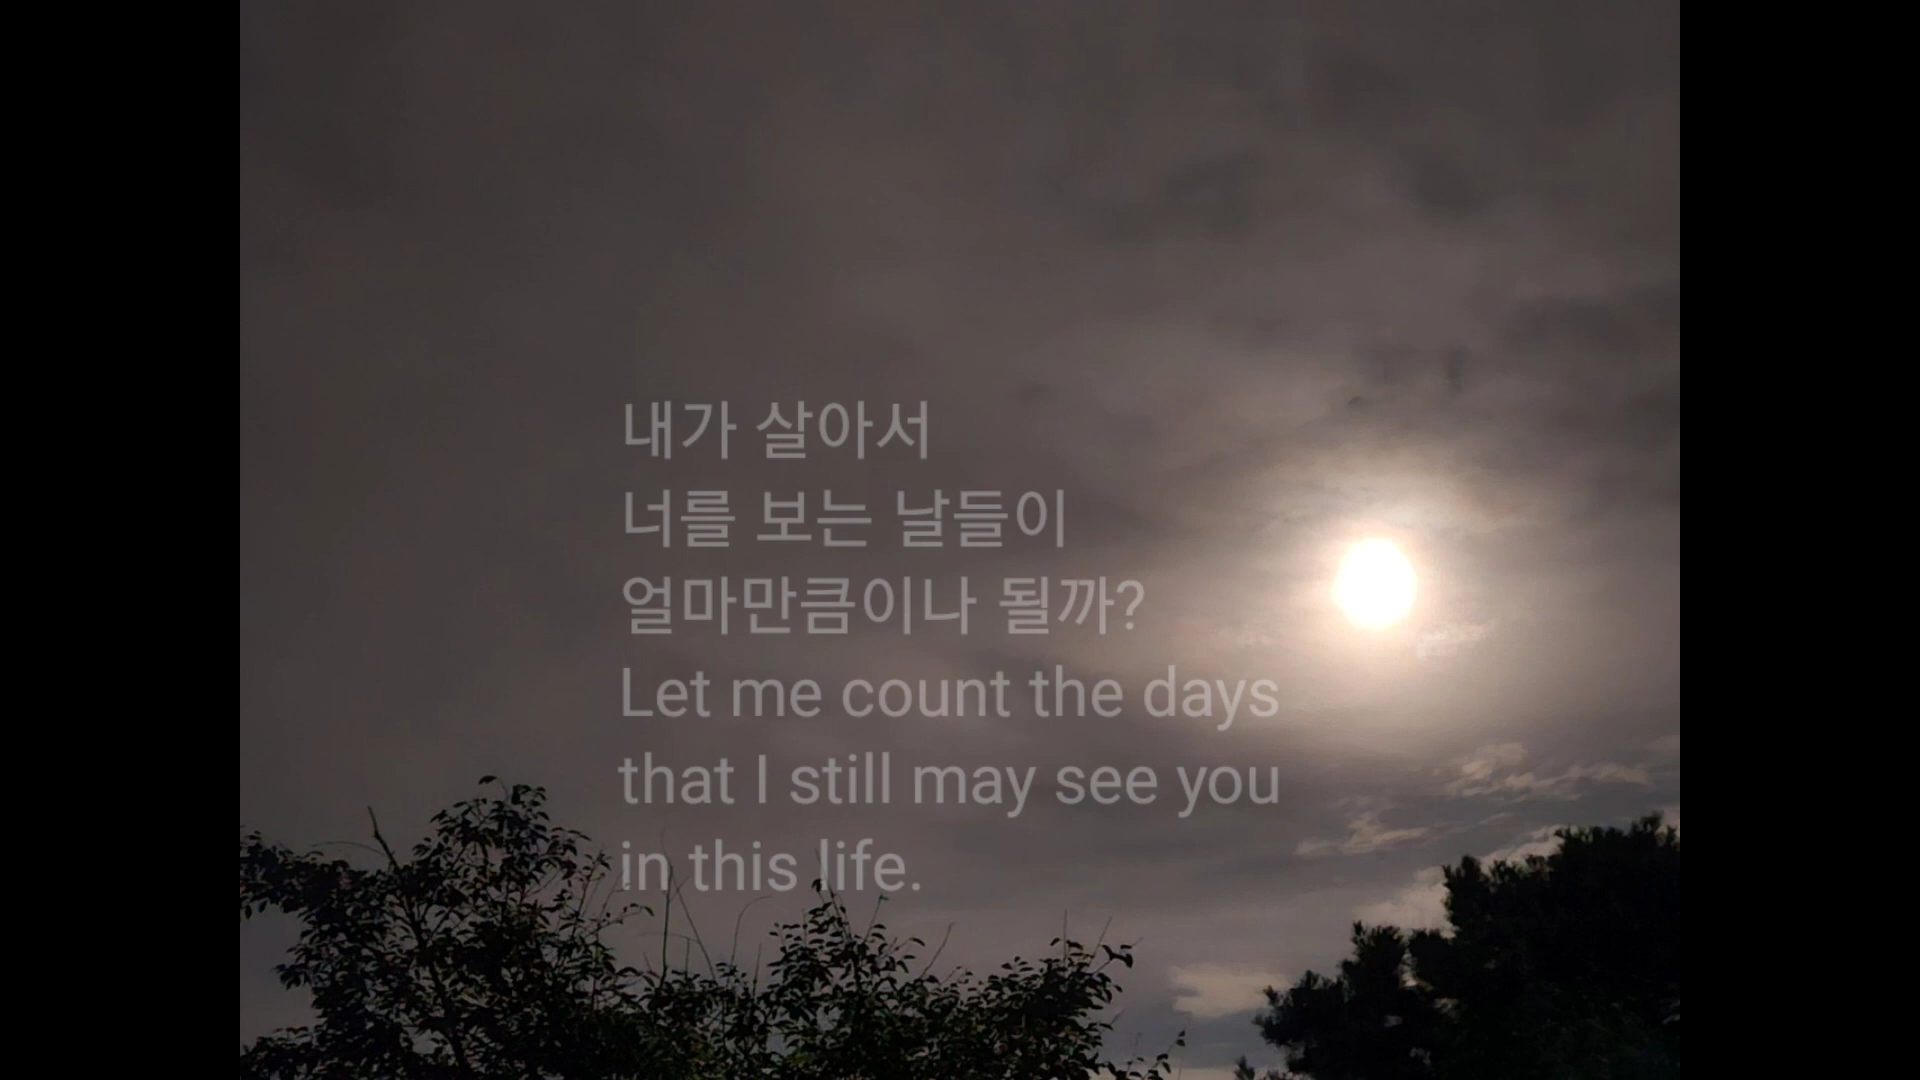 내가 살아서
너를 보는 날들이
얼마만큼이나 될까?
Let me count the days
that I still may see you
in this life.